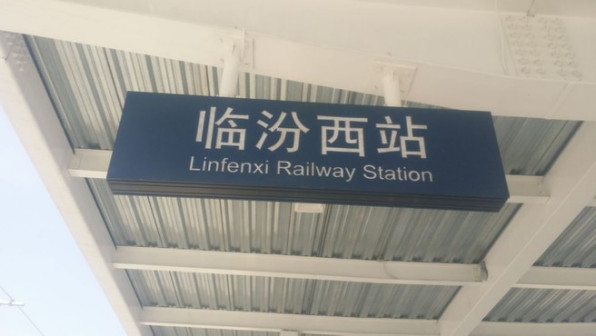 临汾西站
Linfenxi Railway Station